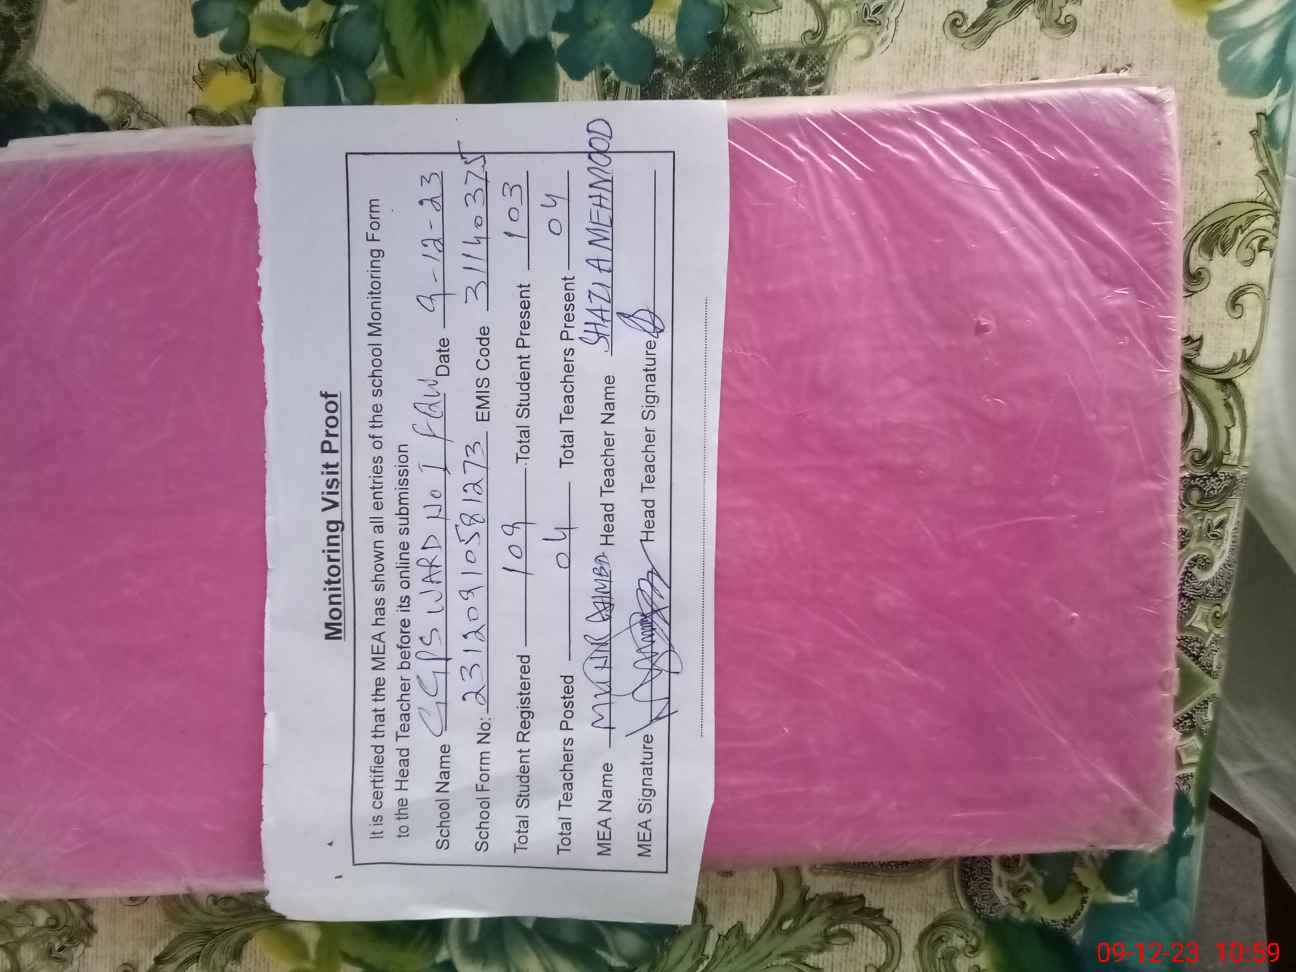 Monitoring Visit Proof
It is certified that the MEA has shown all entries of the school Monitoring Form
to the Head Teacher before its online submission
School Name GGPS WARD NO I FAW Date 9-12-23
School Form No: 23120910581273 EMIS Code 31140375
Total Student Registered 109 Total Student Present 103
Total Teachers Posted 04 Total Teachers Present 04
MEA Name AHMED Head Teacher Name SHAZIA MEHMOOD
MEA Signature Head Teacher Signature
09-12-23 10:59